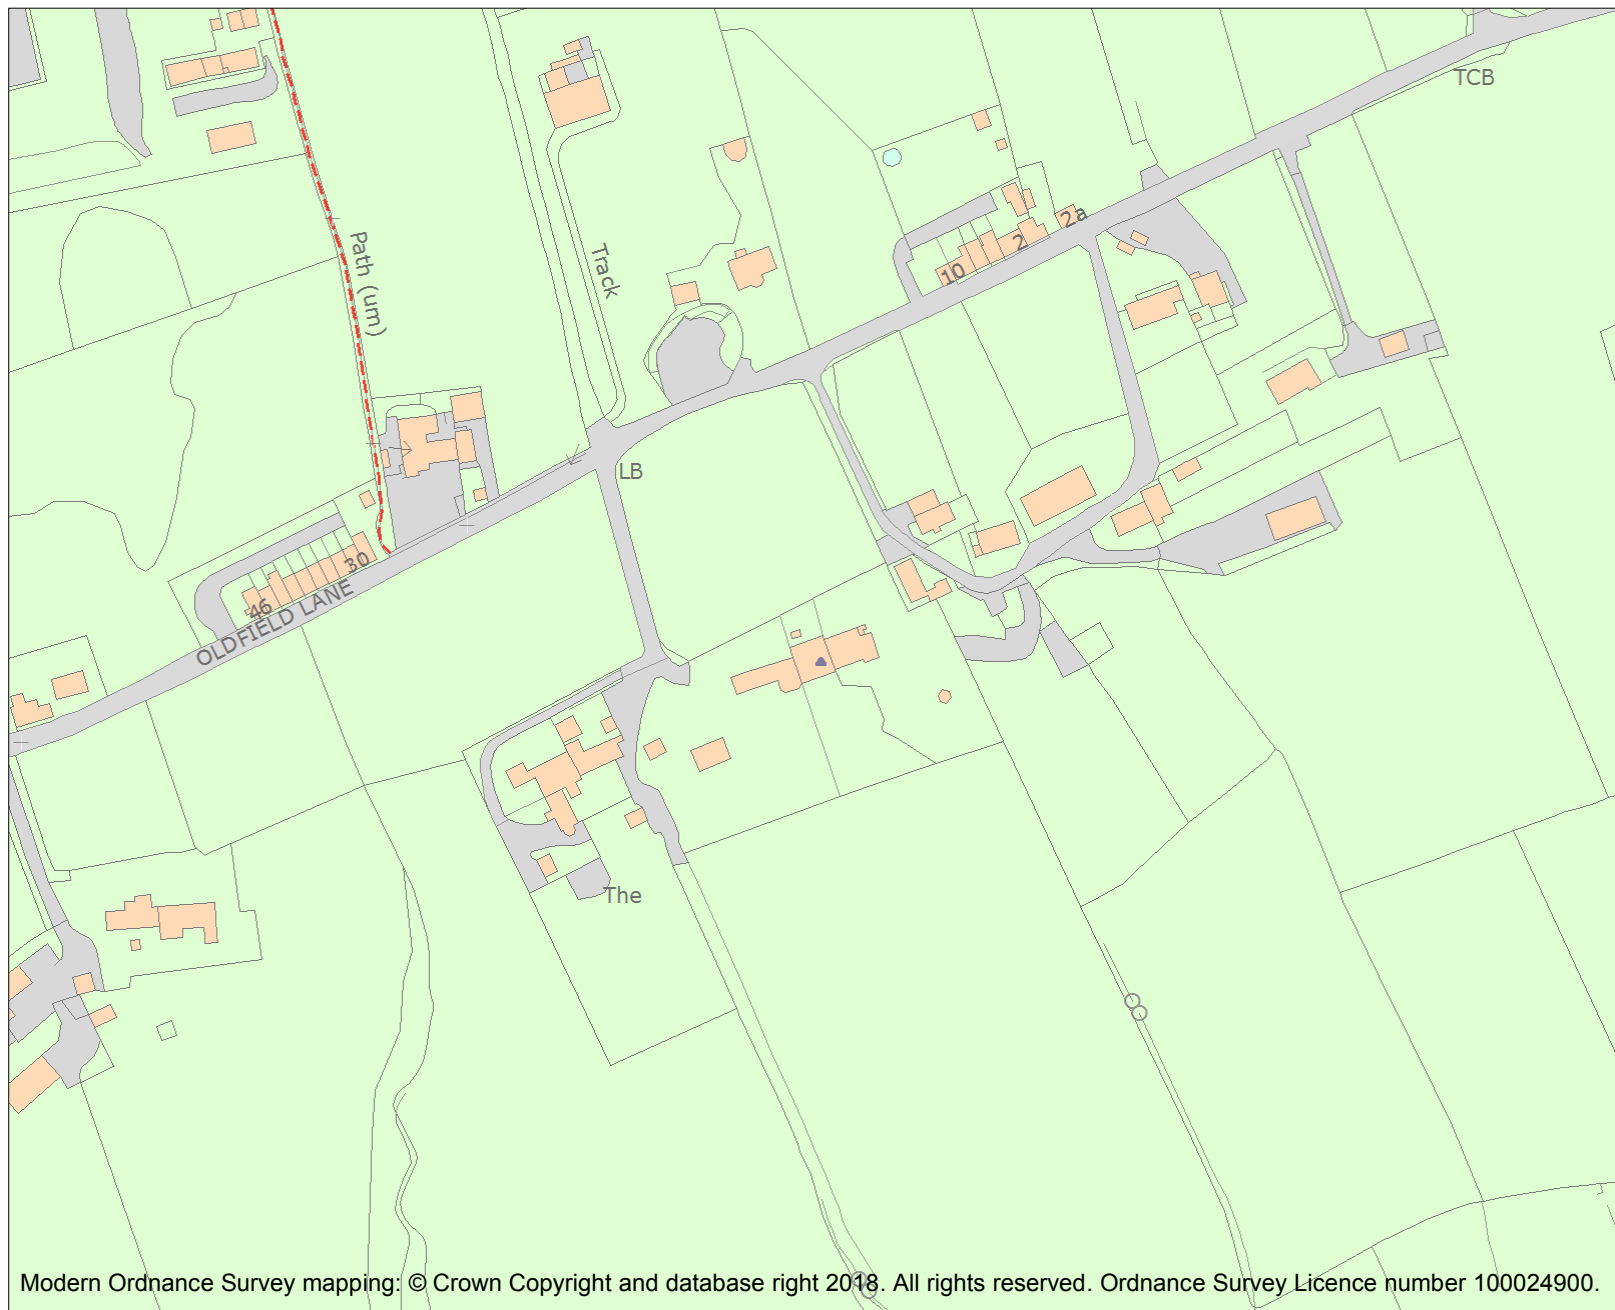 TCB
2a
2
10
Path (um)
Track
LB
30
46
OLDFIELD LANE
The
Modern Ordnance Survey mapping: © Crown Copyright and database right 2018. All rights reserved. Ordnance Survey Licence number 100024900.